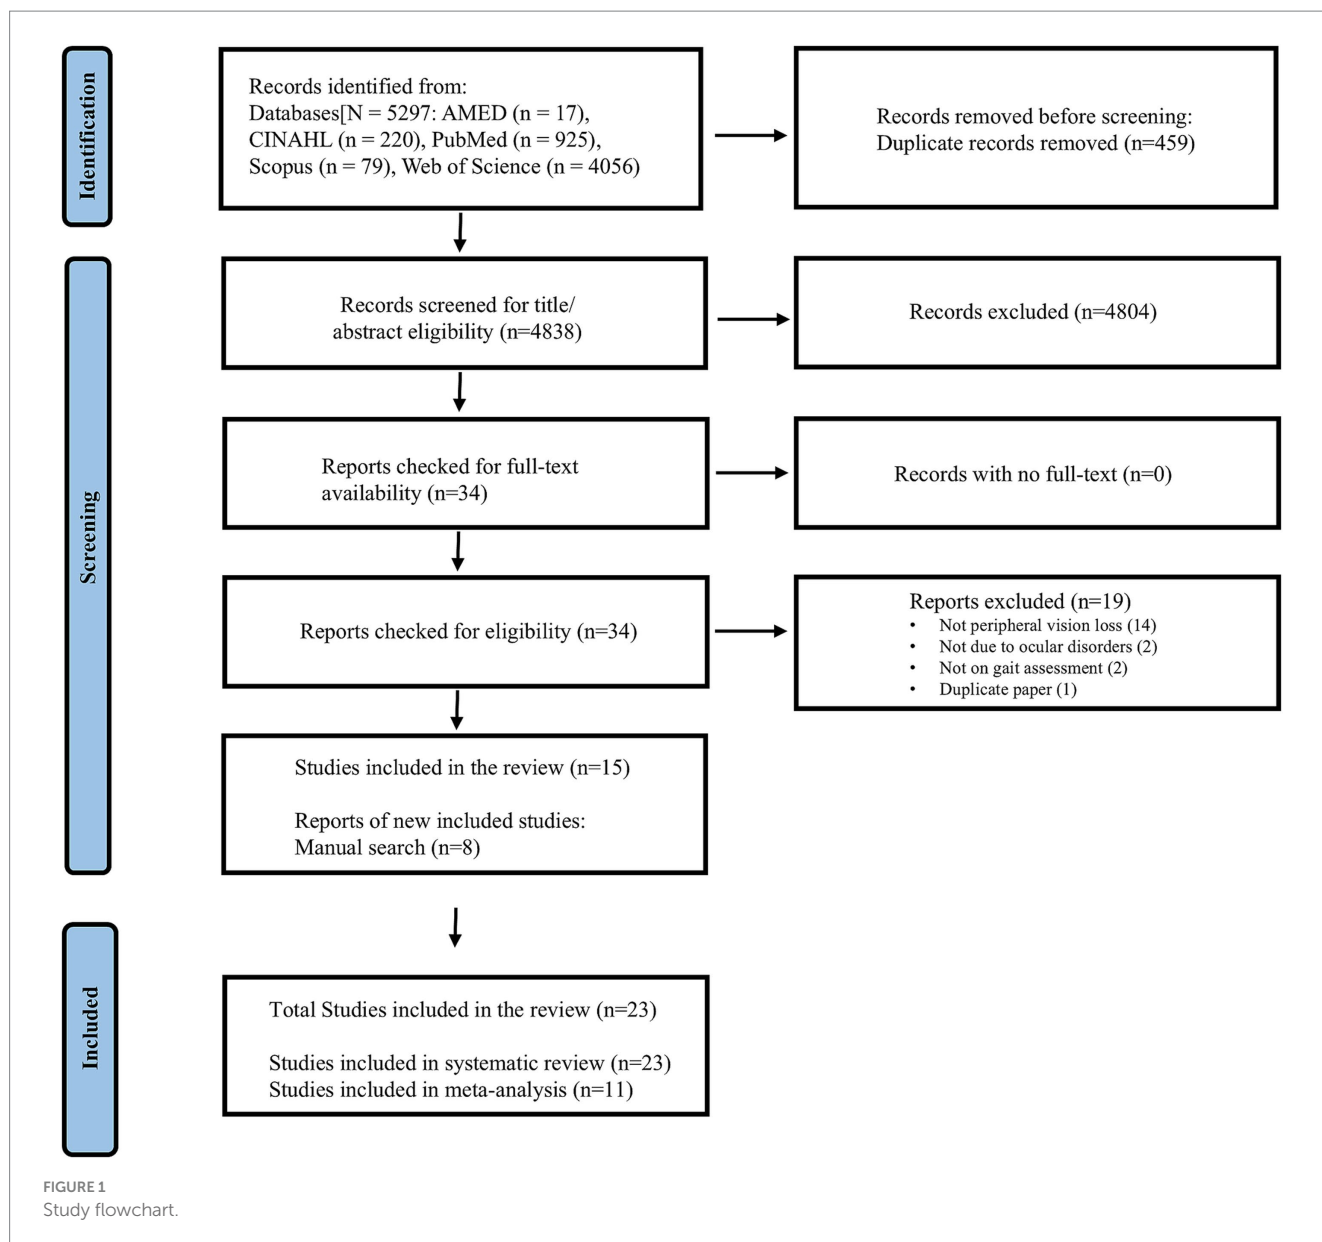 Identification
Records identified from:
Databases[N = 5297: AMED (n = 17),
CINAHL (n = 220), PubMed (n = 925),
Scopus (n = 79), Web of Science (n = 4056)
Records removed before screening:
Duplicate records removed (n=459)
Screening
Records screened for title/
abstract eligibility (n=4838)
Records excluded (n=4804)
Reports checked for full-text
availability (n=34)
Records with no full-text (n=0)
Reports checked for eligibility (n=34)
Reports excluded (n=19)
• Not peripheral vision loss (14)
• Not due to ocular disorders (2)
• Not on gait assessment (2)
• Duplicate paper (1)
Studies included in the review (n=15)
Reports of new included studies:
Manual search (n=8)
Included
Total Studies included in the review (n=23)
Studies included in systematic review (n=23)
Studies included in meta-analysis (n=11)
FIGURE 1
Study flowchart.